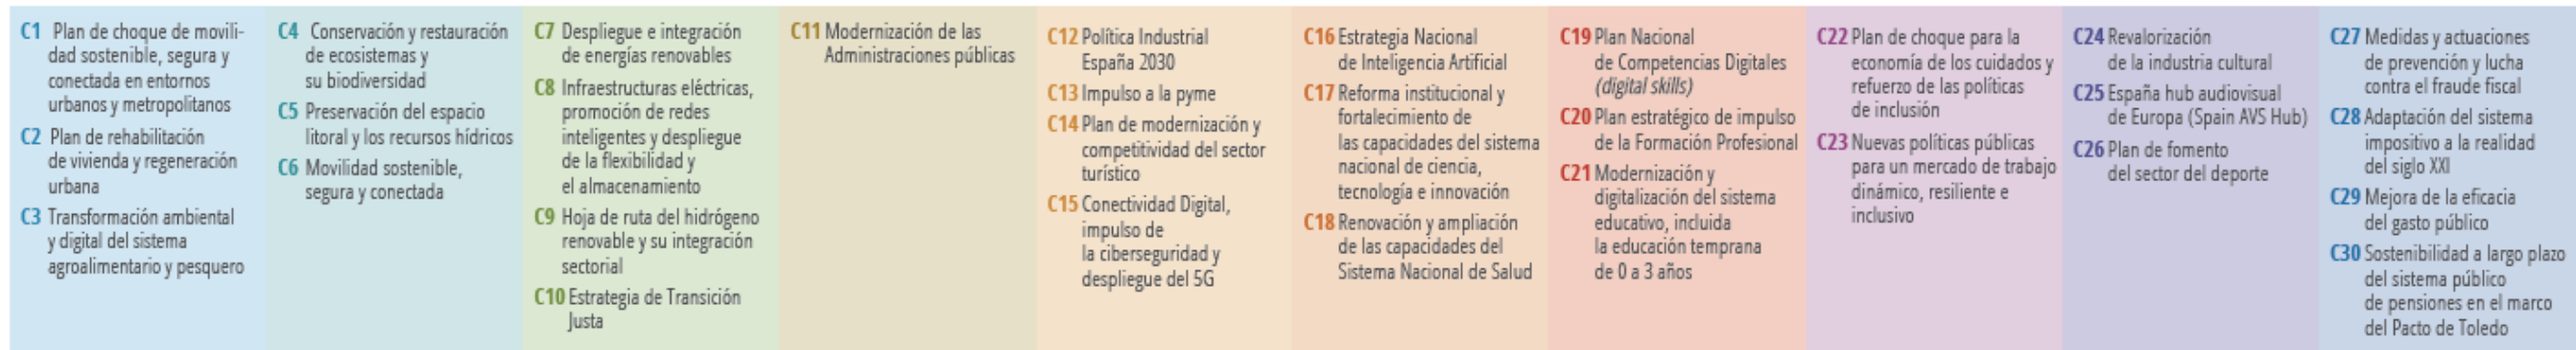 C1 Plan de choque de movili-
dad sostenible, segura y
conectada en entornos
urbanos y metropolitanos
C2 Plan de rehabilitación
de vivienda y regeneración
urbana
C3 Transformación ambiental
y digital del sistema
agroalimentario y pesquero
C4 Conservación y restauración
de ecosistemas y
su biodiversidad
C5 Preservación del espacio
litoral y los recursos hídricos
C6 Movilidad sostenible,
segura y conectada
C7 Despliegue e integración
de energías renovables
C8 Infraestructuras eléctricas,
promoción de redes
inteligentes y despliegue
de la flexibilidad y
el almacenamiento
C9 Hoja de ruta del hidrógeno
renovable y su integración
sectorial
C10 Estrategia de Transición
Justa
C11 Modernización de las
Administraciones públicas
C12 Política Industrial
España 2030
C13 Impulso a la pyme
C14 Plan de modernización y
competitividad del sector
turístico
C15 Conectividad Digital,
impulso de
la ciberseguridad y
despliegue del 5G
C16 Estrategia Nacional
de Inteligencia Artificial
C17 Reforma institucional y
fortalecimiento de
las capacidades del sistema
nacional de ciencia,
tecnología e innovación
C18 Renovación y ampliación
de las capacidades del
Sistema Nacional de Salud
C19 Plan Nacional
de Competencias Digitales
(digital skills)
C20 Plan estratégico de impulso
de la Formación Profesional
C21 Modernización y
digitalización del sistema
educativo, incluida
la educación temprana
de 0 a 3 años
C22 Plan de choque para la
economía de los cuidados y
refuerzo de las políticas
de inclusión
C23 Nuevas políticas públicas
para un mercado de trabajo
dinámico, resiliente e
inclusivo
C24 Revalorización
de la industria cultural
C25 España hub audiovisual
de Europa (Spain AVS Hub)
C26 Plan de fomento
del sector del deporte
C27 Medidas y actuaciones
de prevención y lucha
contra el fraude fiscal
C28 Adaptación del sistema
impositivo a la realidad
del siglo XXI
C29 Mejora de la eficacia
del gasto público
C30 Sostenibilidad a largo plazo
del sistema público
de pensiones en el marco
del Pacto de Toledo